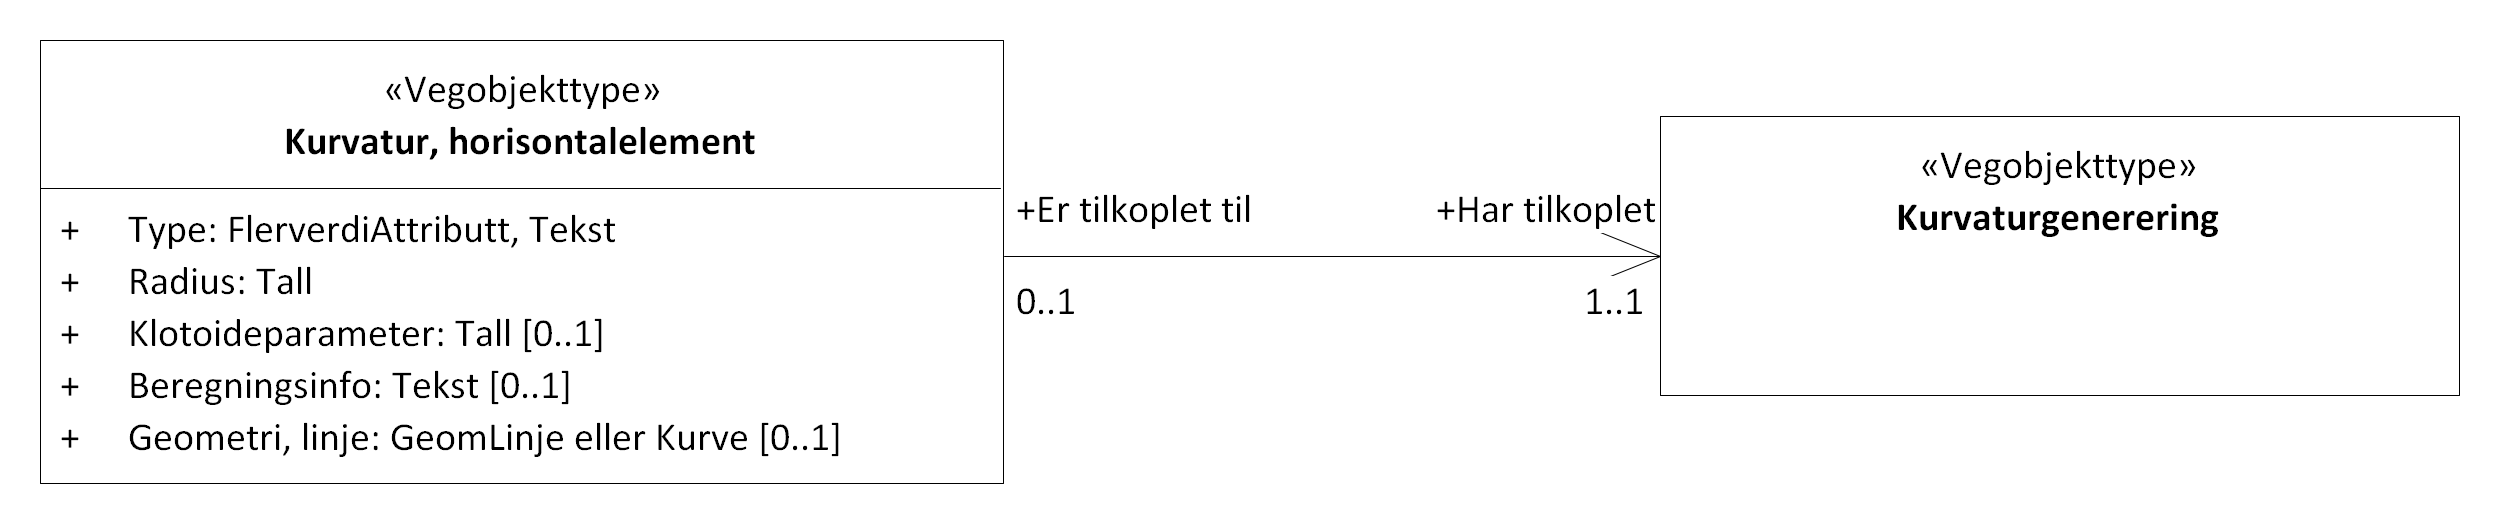 «Vegobjekttype»
Kurvatur, horisontalelement
+ Type: FlerverdiAttributt, Tekst
+ Radius: Tall
+ Klotoideparameter: Tall [0..1]
+ Beregningsinfo: Tekst [0..1]
+ Geometri, linje: GeomLinje eller Kurve [0..1]
+Er tilkoplet til
0..1
+Har tilkoplet
1..1
«Vegobjekttype»
Kurvaturgenerering